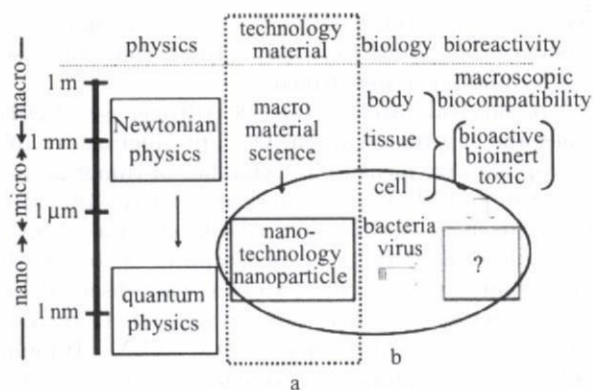 physics
technology
material
biology
bioreactivity
macro
micro
nano
1 m
1 mm
1 μm
1 nm
Newtonian
physics
quantum
physics
macro
material
science
nano-
technology
nanoparticle
body
tissue
cell
bacteria
virus
macroscopic
biocompatibility
bioactive
bioinert
toxic
?
a
b